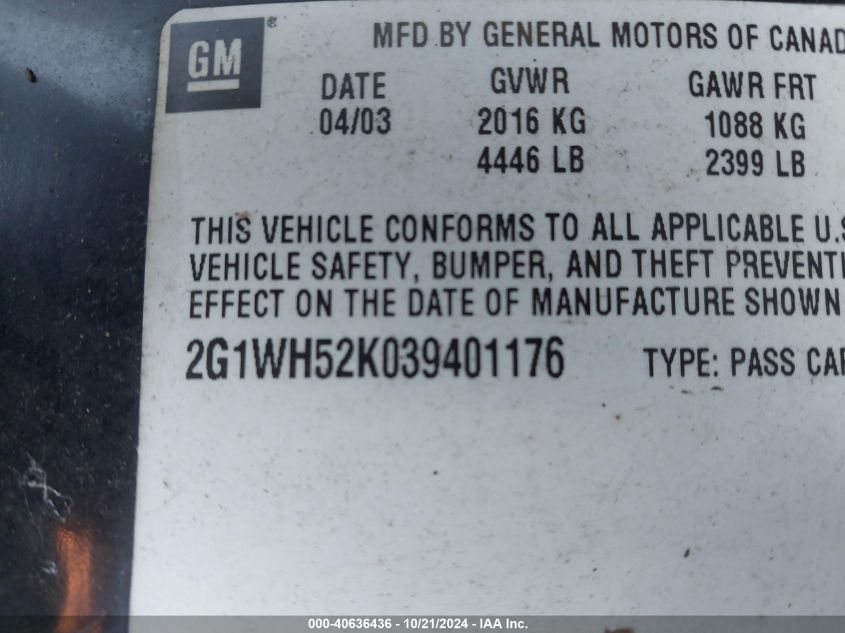 GM®
MFD BY GENERAL MOTORS OF CANAD
DATE GVWR GAWR FRT
04/03 2016 KG 1088 KG
4446 LB 2399 LB
THIS VEHICLE CONFORMS TO ALL APPLICABLE U.S
VEHICLE SAFETY, BUMPER, AND THEFT PREVENTI
EFFECT ON THE DATE OF MANUFACTURE SHOWN
2G1WH52K039401176 TYPE: PASS CAR
000-40636436 - 10/21/2024 - IAA Inc.